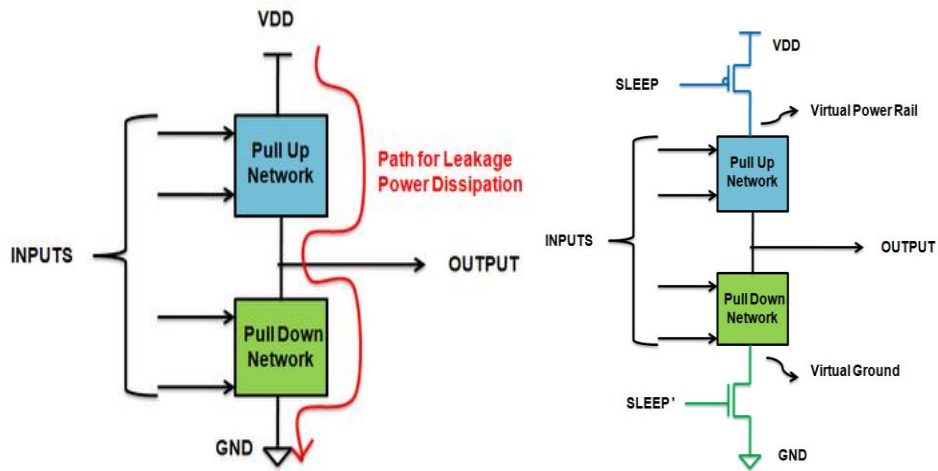 VDD
Pull Up
Network
Path for Leakage
Power Dissipation
INPUTS
OUTPUT
Pull Down
Network
GND
VDD
SLEEP
Virtual Power Rail
Pull Up
Network
INPUTS
OUTPUT
Pull Down
Network
Virtual Ground
SLEEP'
GND